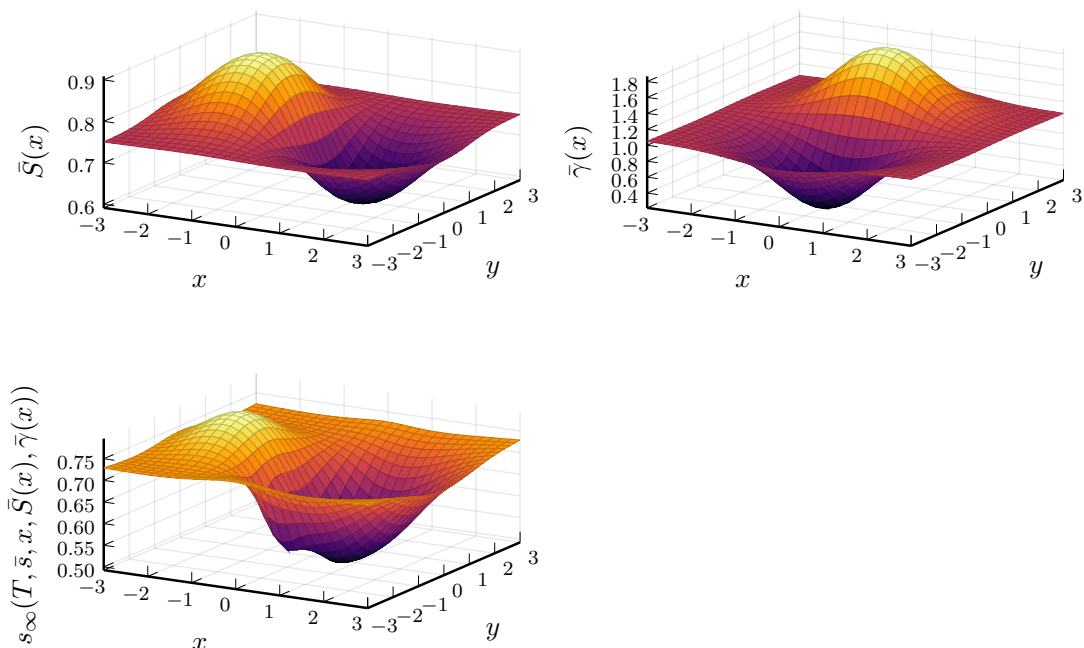 0.9
0.8
0.7
0.6
S̄(x)
−3 −2 −1 0 1 2 3
x
−3 −2 −1 0 1 2 3
y
1.8
1.6
1.4
1.2
1.0
0.8
0.6
0.4
γ̄(x)
−3 −2 −1 0 1 2 3
x
−3 −2 −1 0 1 2 3
y
0.75
0.70
0.65
0.60
0.55
0.50
s∞(T, s̄, x, S̄(x), γ̄(x))
−3 −2 −1 0 1 2 3
x
−3 −2 −1 0 1 2 3
y